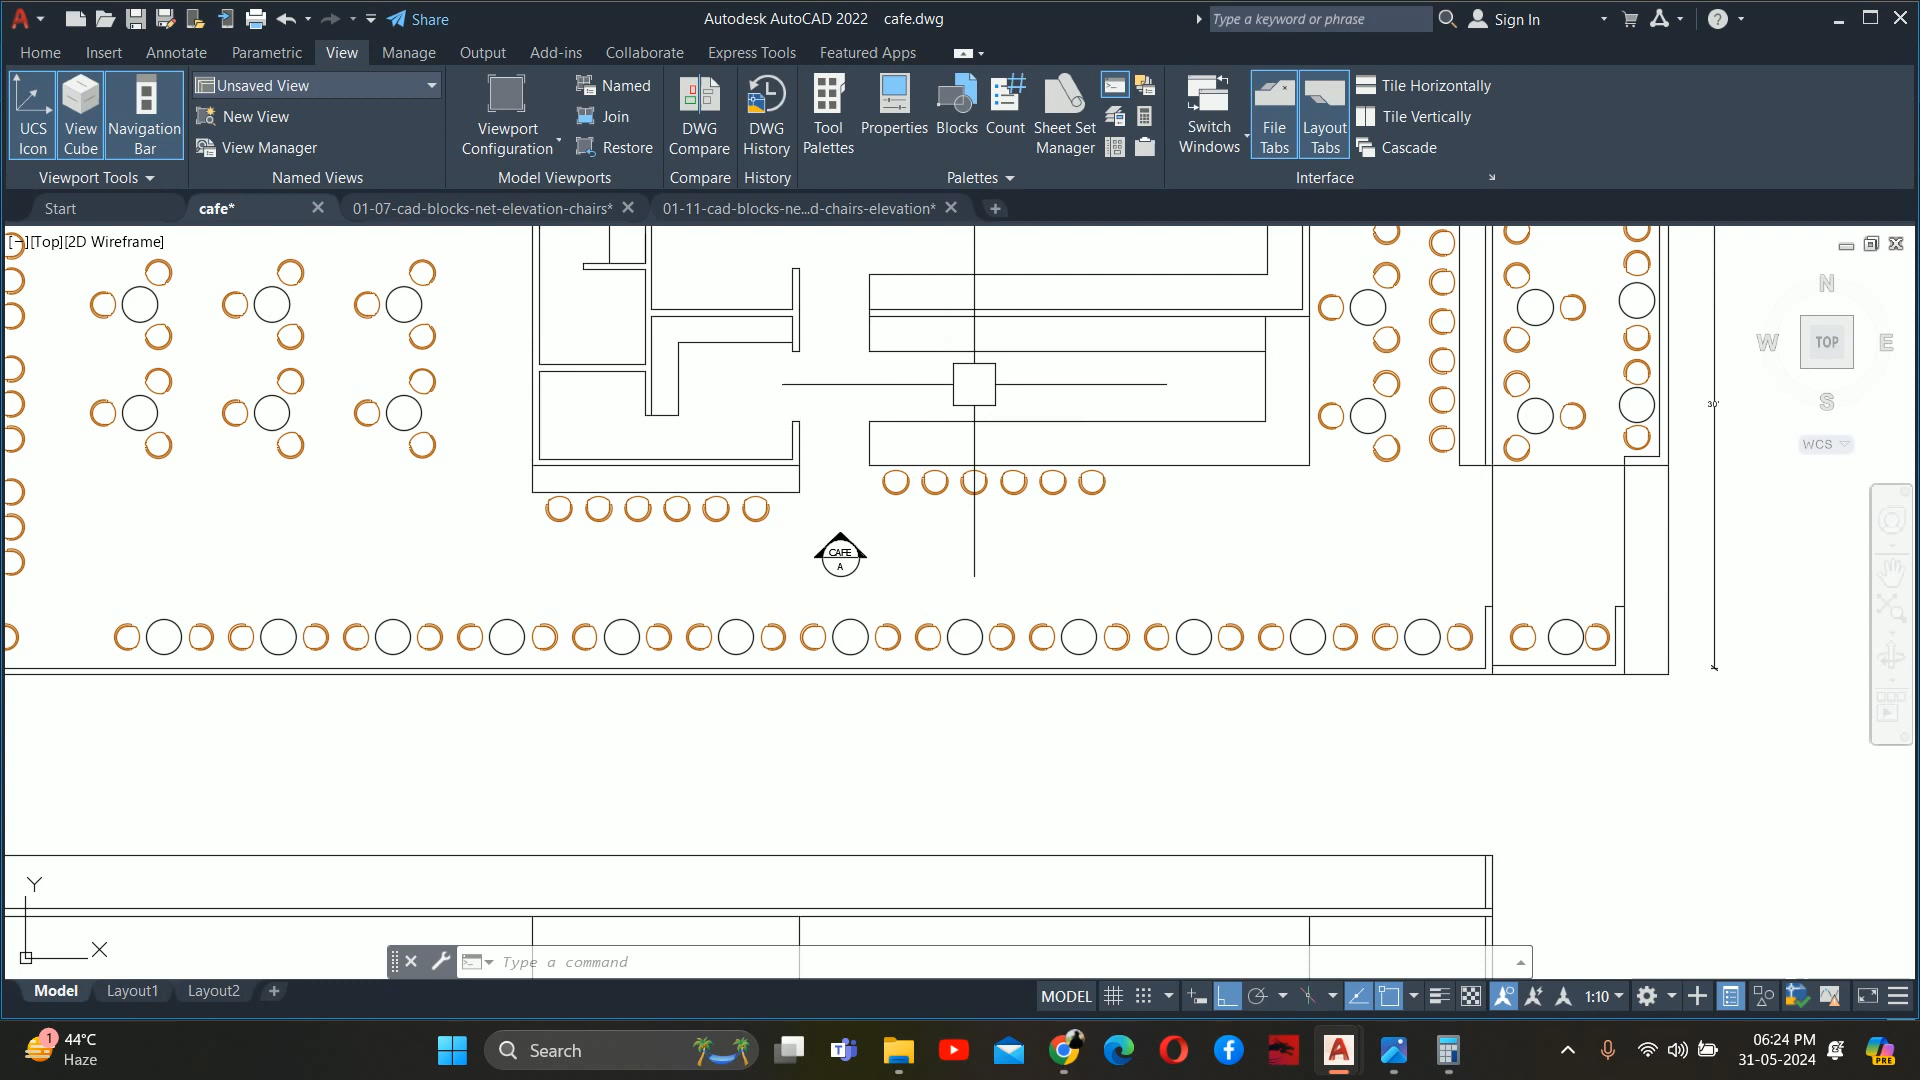 Share
Autodesk AutoCAD 2022 cafe.dwg
Type a keyword or phrase
Sign In
Home Insert Annotate Parametric View Manage Output Add-ins Collaborate Express Tools Featured Apps
UCS Icon
View Cube
Navigation Bar
Viewport Tools
Unsaved View
New View
View Manager
Named Views
Viewport Configuration
Named
Join
Restore
Model Viewports
DWG Compare
Compare
DWG History
History
Tool Palettes
Properties
Blocks
Count
Sheet Set Manager
Palettes
Switch Windows
File Tabs
Layout Tabs
Tile Horizontally
Tile Vertically
Cascade
Interface
Start
cafe*
01-07-cad-blocks-net-elevation-chairs*
01-11-cad-blocks-ne...d-chairs-elevation*
[−][Top][2D Wireframe]
N
W TOP E
S
WCS
30'
CAFE
A
Y
X
Type a command
Model Layout1 Layout2
MODEL
1:10
1
44°C
Haze
Search
06:24 PM
31-05-2024
PRE